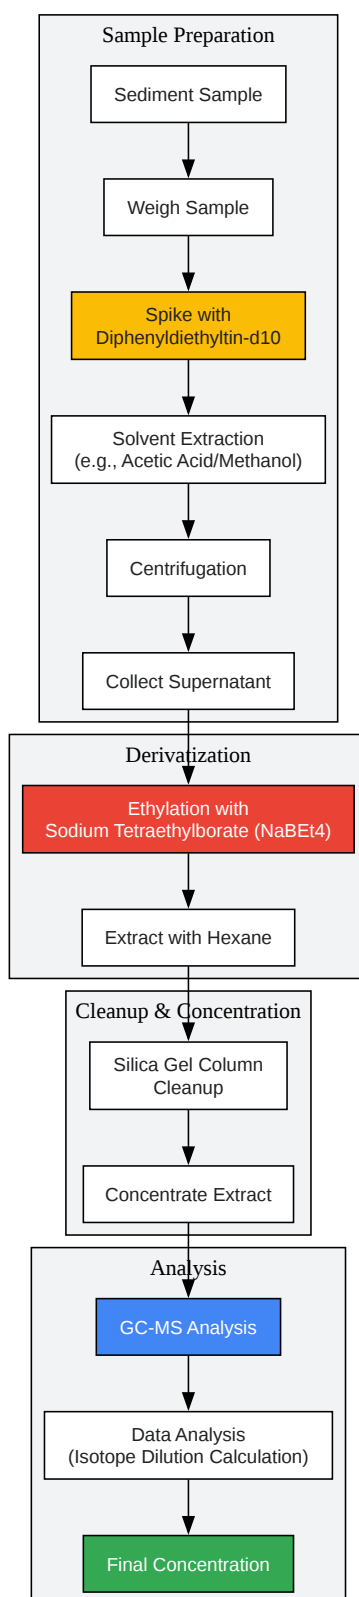 Sample Preparation
Sediment Sample
Weigh Sample
Spike with
Diphenyldiethyltin-d10
Solvent Extraction
(e.g., Acetic Acid/Methanol)
Centrifugation
Collect Supernatant
Derivatization
Ethylation with
Sodium Tetraethylborate (NaBEt4)
Extract with Hexane
Cleanup & Concentration
Silica Gel Column
Cleanup
Concentrate Extract
Analysis
GC-MS Analysis
Data Analysis
(Isotope Dilution Calculation)
Final Concentration